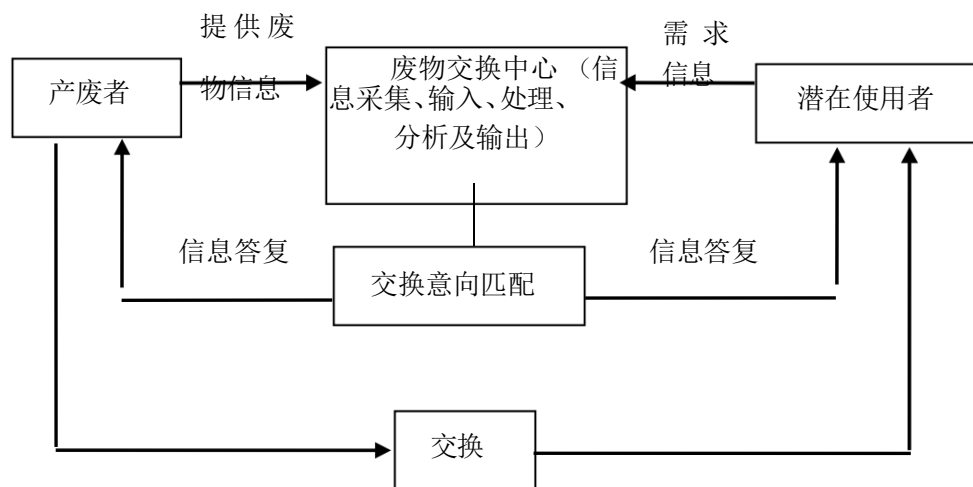 提供废
物信息
需求
信息
产废者
废物交换中心（信
息采集、输入、处理、
分析及输出）
潜在使用者
信息答复
信息答复
交换意向匹配
交换